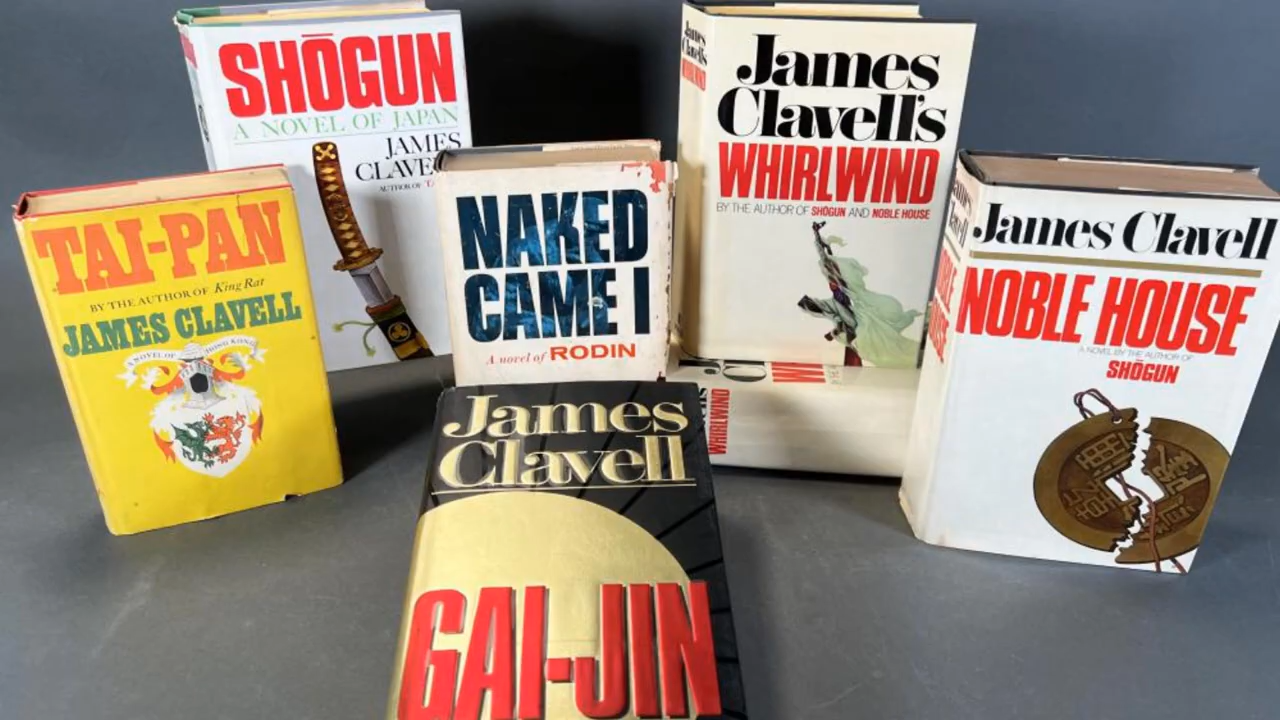 SHŌGUN
A NOVEL OF JAPAN
JAMES
CLAVELL
AUTHOR OF
TAI-PAN
BY THE AUTHOR OF King Rat
JAMES CLAVELL
A NOVEL OF HONG KONG
NAKED
CAME I
A novel of RODIN
James
Clavell's
WHIRLWIND
James
Clavell's
WHIRLWIND
BY THE AUTHOR OF SHŌGUN AND NOBLE HOUSE
WHIRLWIND
James Clavell
NOBLE HOUSE
A NOVEL BY THE AUTHOR OF
SHŌGUN
NOBLE
HOUSE
James
Clavell
GAI-JIN